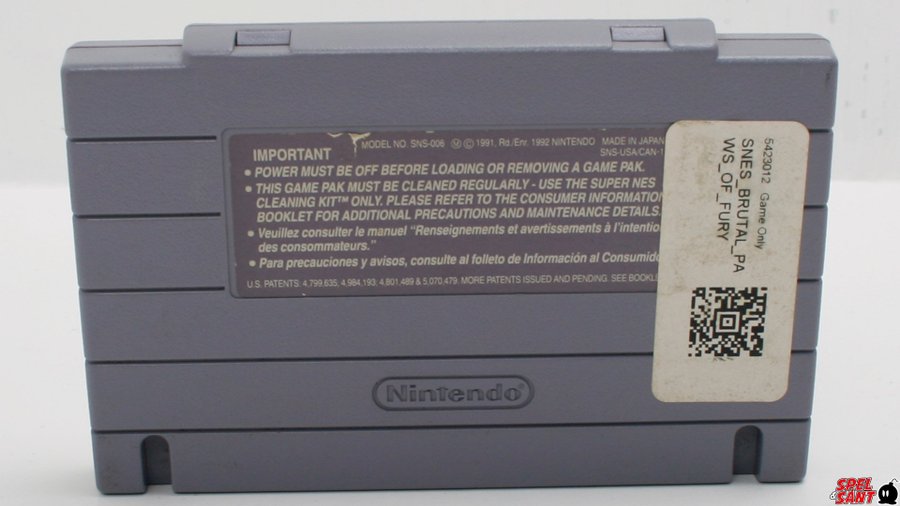 MODEL NO. SNS-006 Ⓜ © 1991, Rd./Enr. 1992 NINTENDO MADE IN JAPAN
SNS-USA/CAN-1
IMPORTANT
• POWER MUST BE OFF BEFORE LOADING OR REMOVING A GAME PAK.
• THIS GAME PAK MUST BE CLEANED REGULARLY - USE THE SUPER NES
CLEANING KIT™ ONLY. PLEASE REFER TO THE CONSUMER INFORMATION
BOOKLET FOR ADDITIONAL PRECAUTIONS AND MAINTENANCE DETAILS.
• Veuillez consulter le manuel "Renseignements et avertissements à l'intention
des consommateurs."
• Para precauciones y avisos, consulte al folleto de Información al
U.S. PATENTS: 4,799,635; 4,984,193; 4,801,489 & 5,070,479. MORE PATENTS ISSUED AND PENDING. SEE
5423012 Game Only
SNES_BRUTAL_PA
WS_OF_FURY
Nintendo
SPEL
SANT